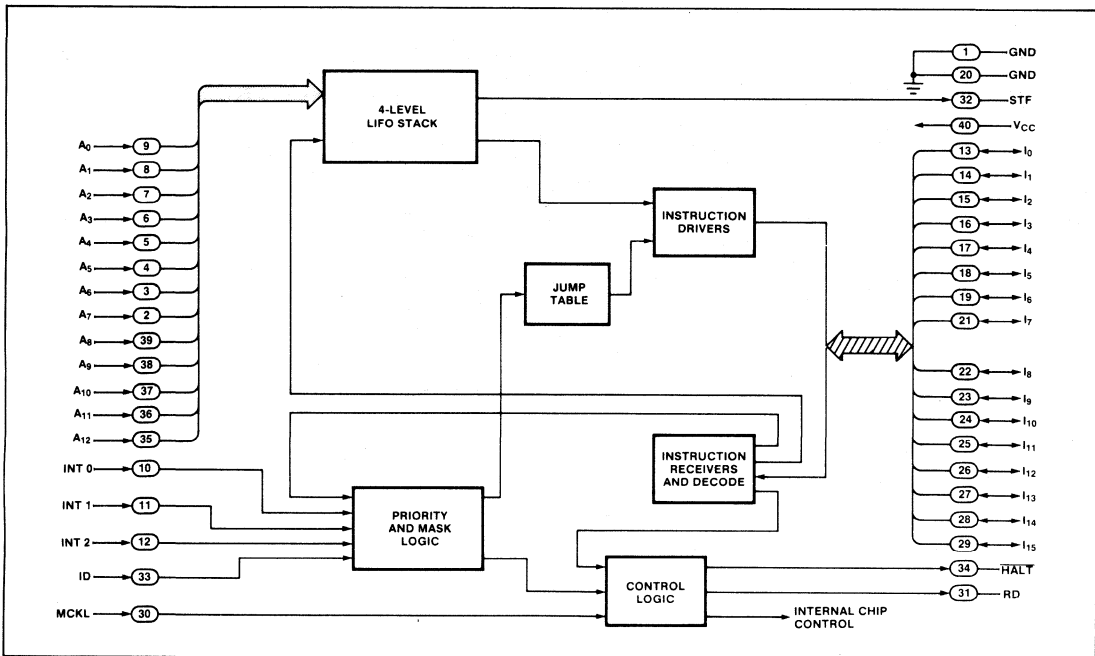 4-LEVEL
LIFO STACK
INSTRUCTION
DRIVERS
JUMP
TABLE
INSTRUCTION
RECEIVERS
AND DECODE
PRIORITY
AND MASK
LOGIC
CONTROL
LOGIC
INTERNAL CHIP
CONTROL
A0 9
A1 8
A2 7
A3 6
A4 5
A5 4
A6 3
A7 2
A8 39
A9 38
A10 37
A11 36
A12 35
INT 0 10
INT 1 11
INT 2 12
ID 33
MCKL 30
1 GND
20 GND
32 STF
40 VCC
13 I0
14 I1
15 I2
16 I3
17 I4
18 I5
19 I6
21 I7
22 I8
23 I9
24 I10
25 I11
26 I12
27 I13
28 I14
29 I15
34 HALT
31 RD